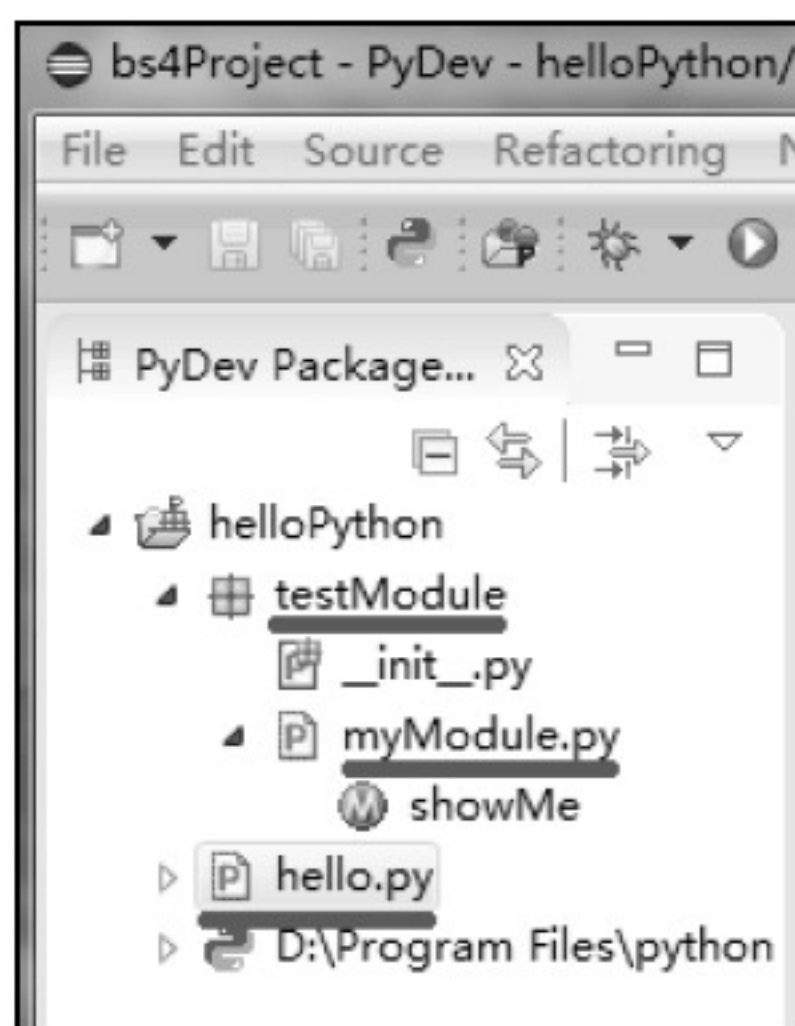 bs4Project - PyDev - helloPython/
File Edit Source Refactoring
PyDev Package...
helloPython
testModule
__init__.py
myModule.py
showMe
hello.py
D:\Program Files\python